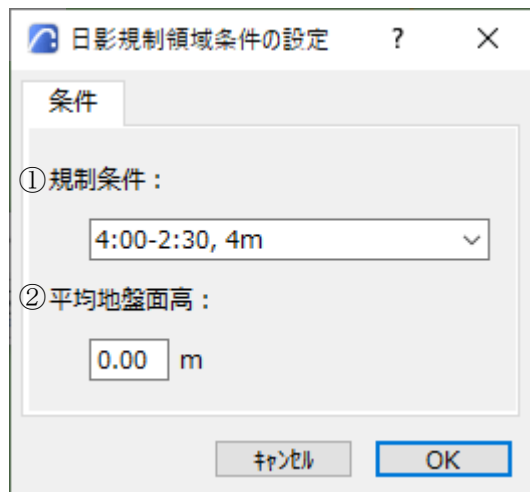 日影規制領域条件の設定 ? ×
条件
①規制条件：
4:00-2:30, 4m
②平均地盤面高：
0.00 m
ｷｬﾝｾﾙ OK